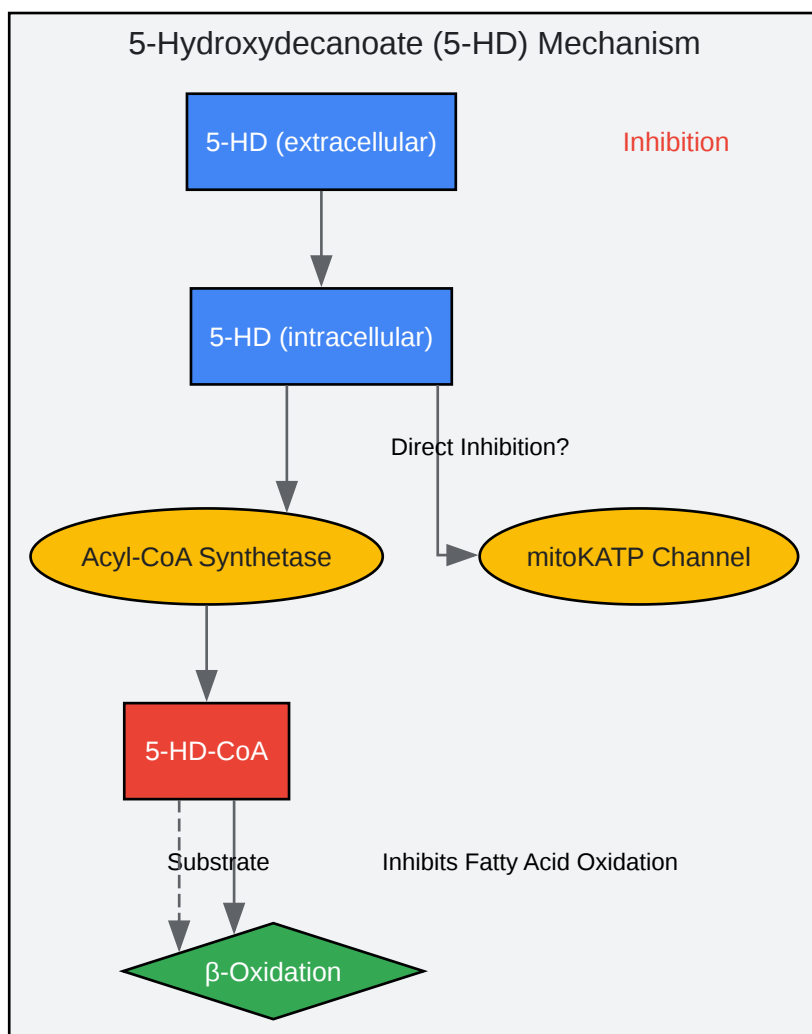 5-Hydroxydecanoate (5-HD) Mechanism
5-HD (extracellular)
Inhibition
5-HD (intracellular)
Direct Inhibition?
Acyl-CoA Synthetase
mitoKATP Channel
5-HD-CoA
Substrate
Inhibits Fatty Acid Oxidation
β-Oxidation